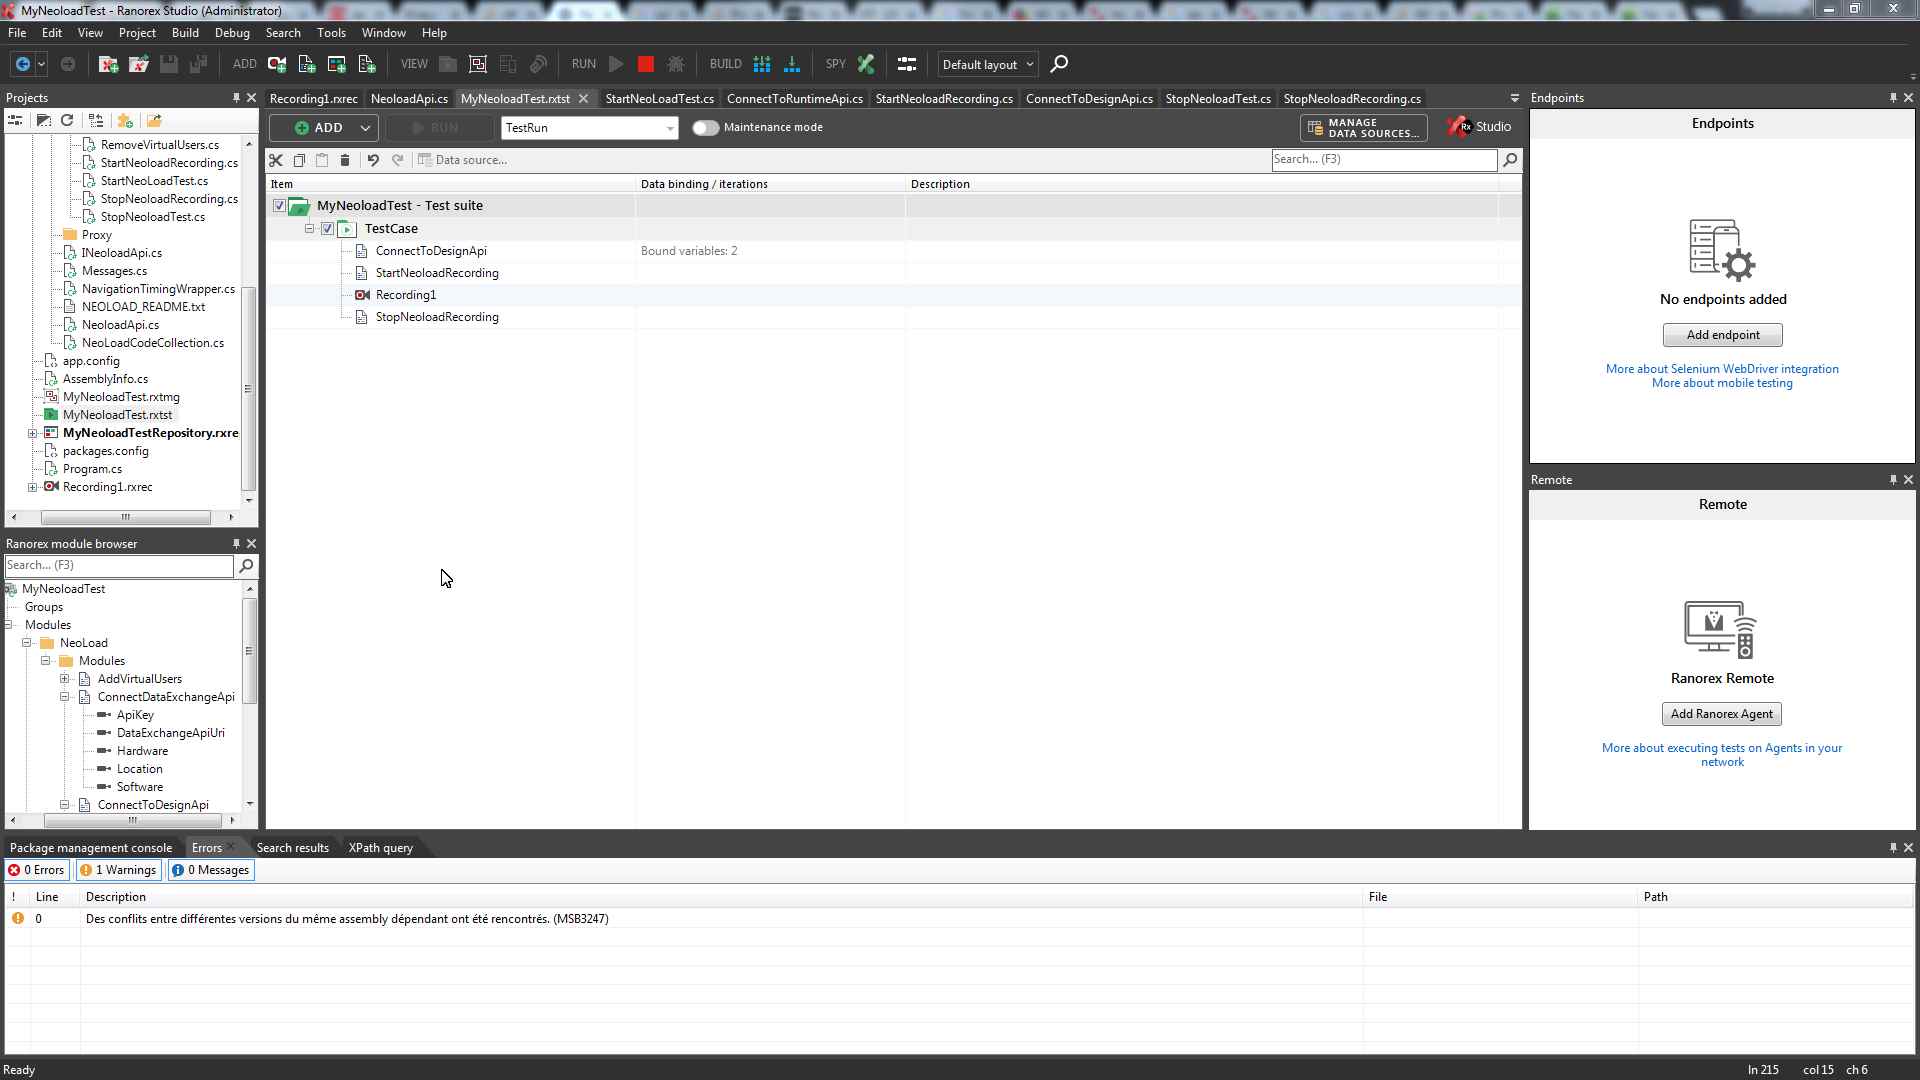 MyNeoloadTest - Ranorex Studio (Administrator)
File Edit View Project Build Debug Search Tools Window Help
ADD VIEW RUN BUILD SPY Default layout
Projects
RemoveVirtualUsers.cs
StartNeoloadRecording.cs
StartNeoLoadTest.cs
StopNeoloadRecording.cs
StopNeoloadTest.cs
Proxy
INeoloadApi.cs
Messages.cs
NavigationTimingWrapper.cs
NEOLOAD_README.txt
NeoloadApi.cs
NeoLoadCodeCollection.cs
app.config
AssemblyInfo.cs
MyNeoloadTest.rxtmg
MyNeoloadTest.rxtst
MyNeoloadTestRepository.rxre
packages.config
Program.cs
Recording1.rxrec
Ranorex module browser
Search... (F3)
MyNeoloadTest
Groups
Modules
NeoLoad
Modules
AddVirtualUsers
ConnectDataExchangeApi
ApiKey
DataExchangeApiUri
Hardware
Location
Software
ConnectToDesignApi
Recording1.rxrec NeoloadApi.cs MyNeoloadTest.rxtst StartNeoLoadTest.cs ConnectToRuntimeApi.cs StartNeoloadRecording.cs ConnectToDesignApi.cs StopNeoloadTest.cs StopNeoloadRecording.cs
ADD RUN TestRun Maintenance mode MANAGE
DATA SOURCES... Rx Studio
Data source... Search... (F3)
Item Data binding / iterations Description
MyNeoloadTest - Test suite
TestCase
ConnectToDesignApi Bound variables: 2
StartNeoloadRecording
Recording1
StopNeoloadRecording
Endpoints
Endpoints
No endpoints added
Add endpoint
More about Selenium WebDriver integration
More about mobile testing
Remote
Remote
Ranorex Remote
Add Ranorex Agent
More about executing tests on Agents in your
network
Package management console Errors Search results XPath query
0 Errors 1 Warnings 0 Messages
! Line Description File Path
0 Des conflits entre différentes versions du même assembly dépendant ont été rencontrés. (MSB3247)
Ready ln 215 col 15 ch 6